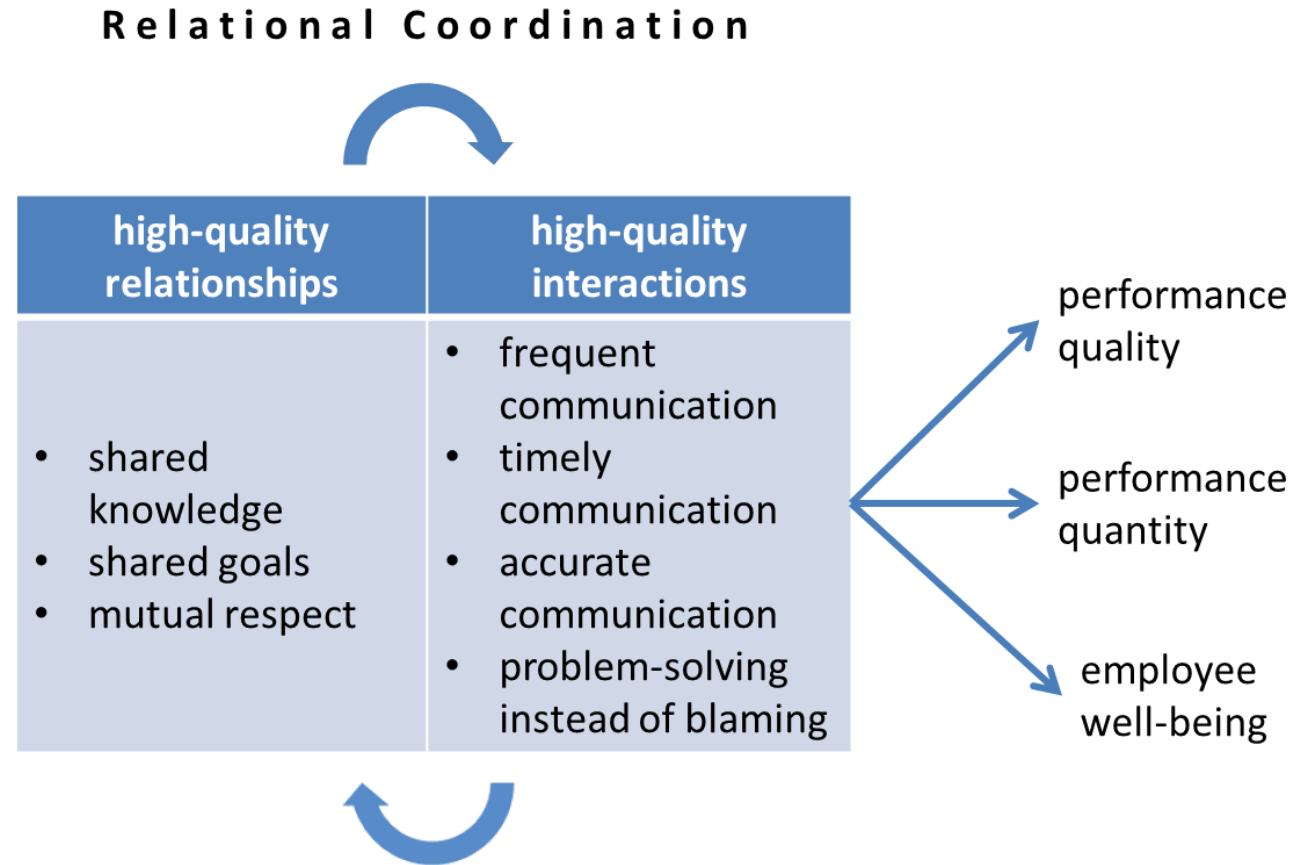 Relational Coordination
high-quality
relationships
high-quality
interactions
• shared
knowledge
• shared goals
• mutual respect
• frequent
communication
• timely
communication
• accurate
communication
• problem-solving
instead of blaming
performance
quality
performance
quantity
employee
well-being